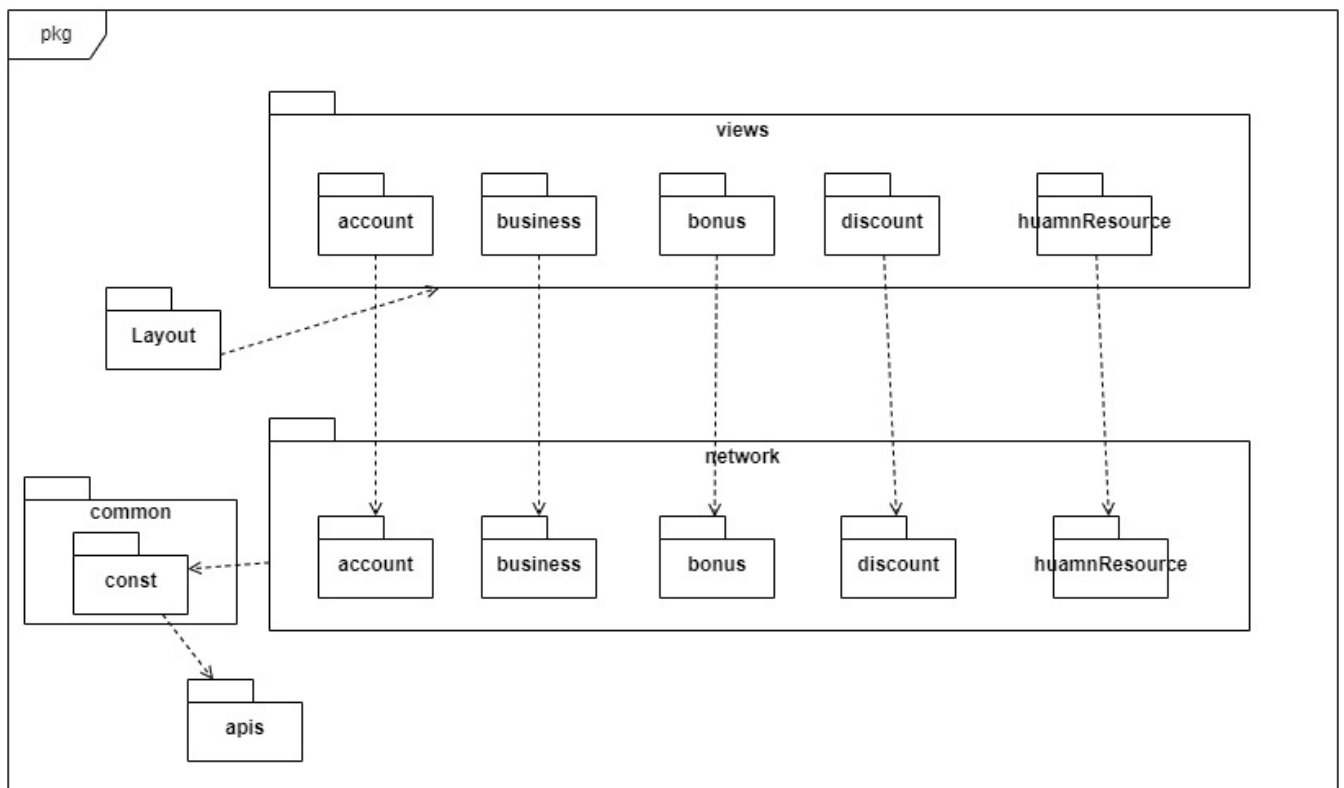 pkg
views
account
business
bonus
discount
huamnResource
Layout
network
common
const
account
business
bonus
discount
huamnResource
apis